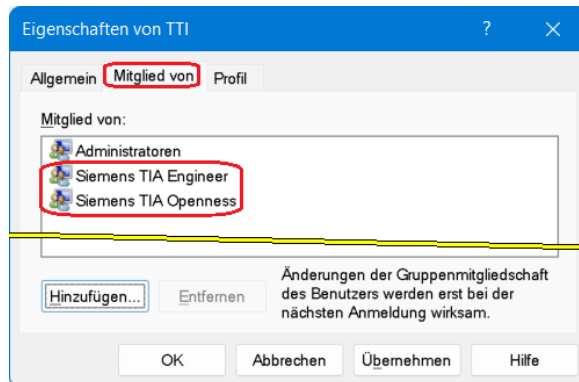 Eigenschaften von TTI
?
Allgemein Mitglied von Profil
Mitglied von:
Administratoren
Siemens TIA Engineer
Siemens TIA Openness
Hinzufügen... Entfernen
Änderungen der Gruppenmitgliedschaft
des Benutzers werden erst bei der
nächsten Anmeldung wirksam.
OK Abbrechen Übernehmen Hilfe